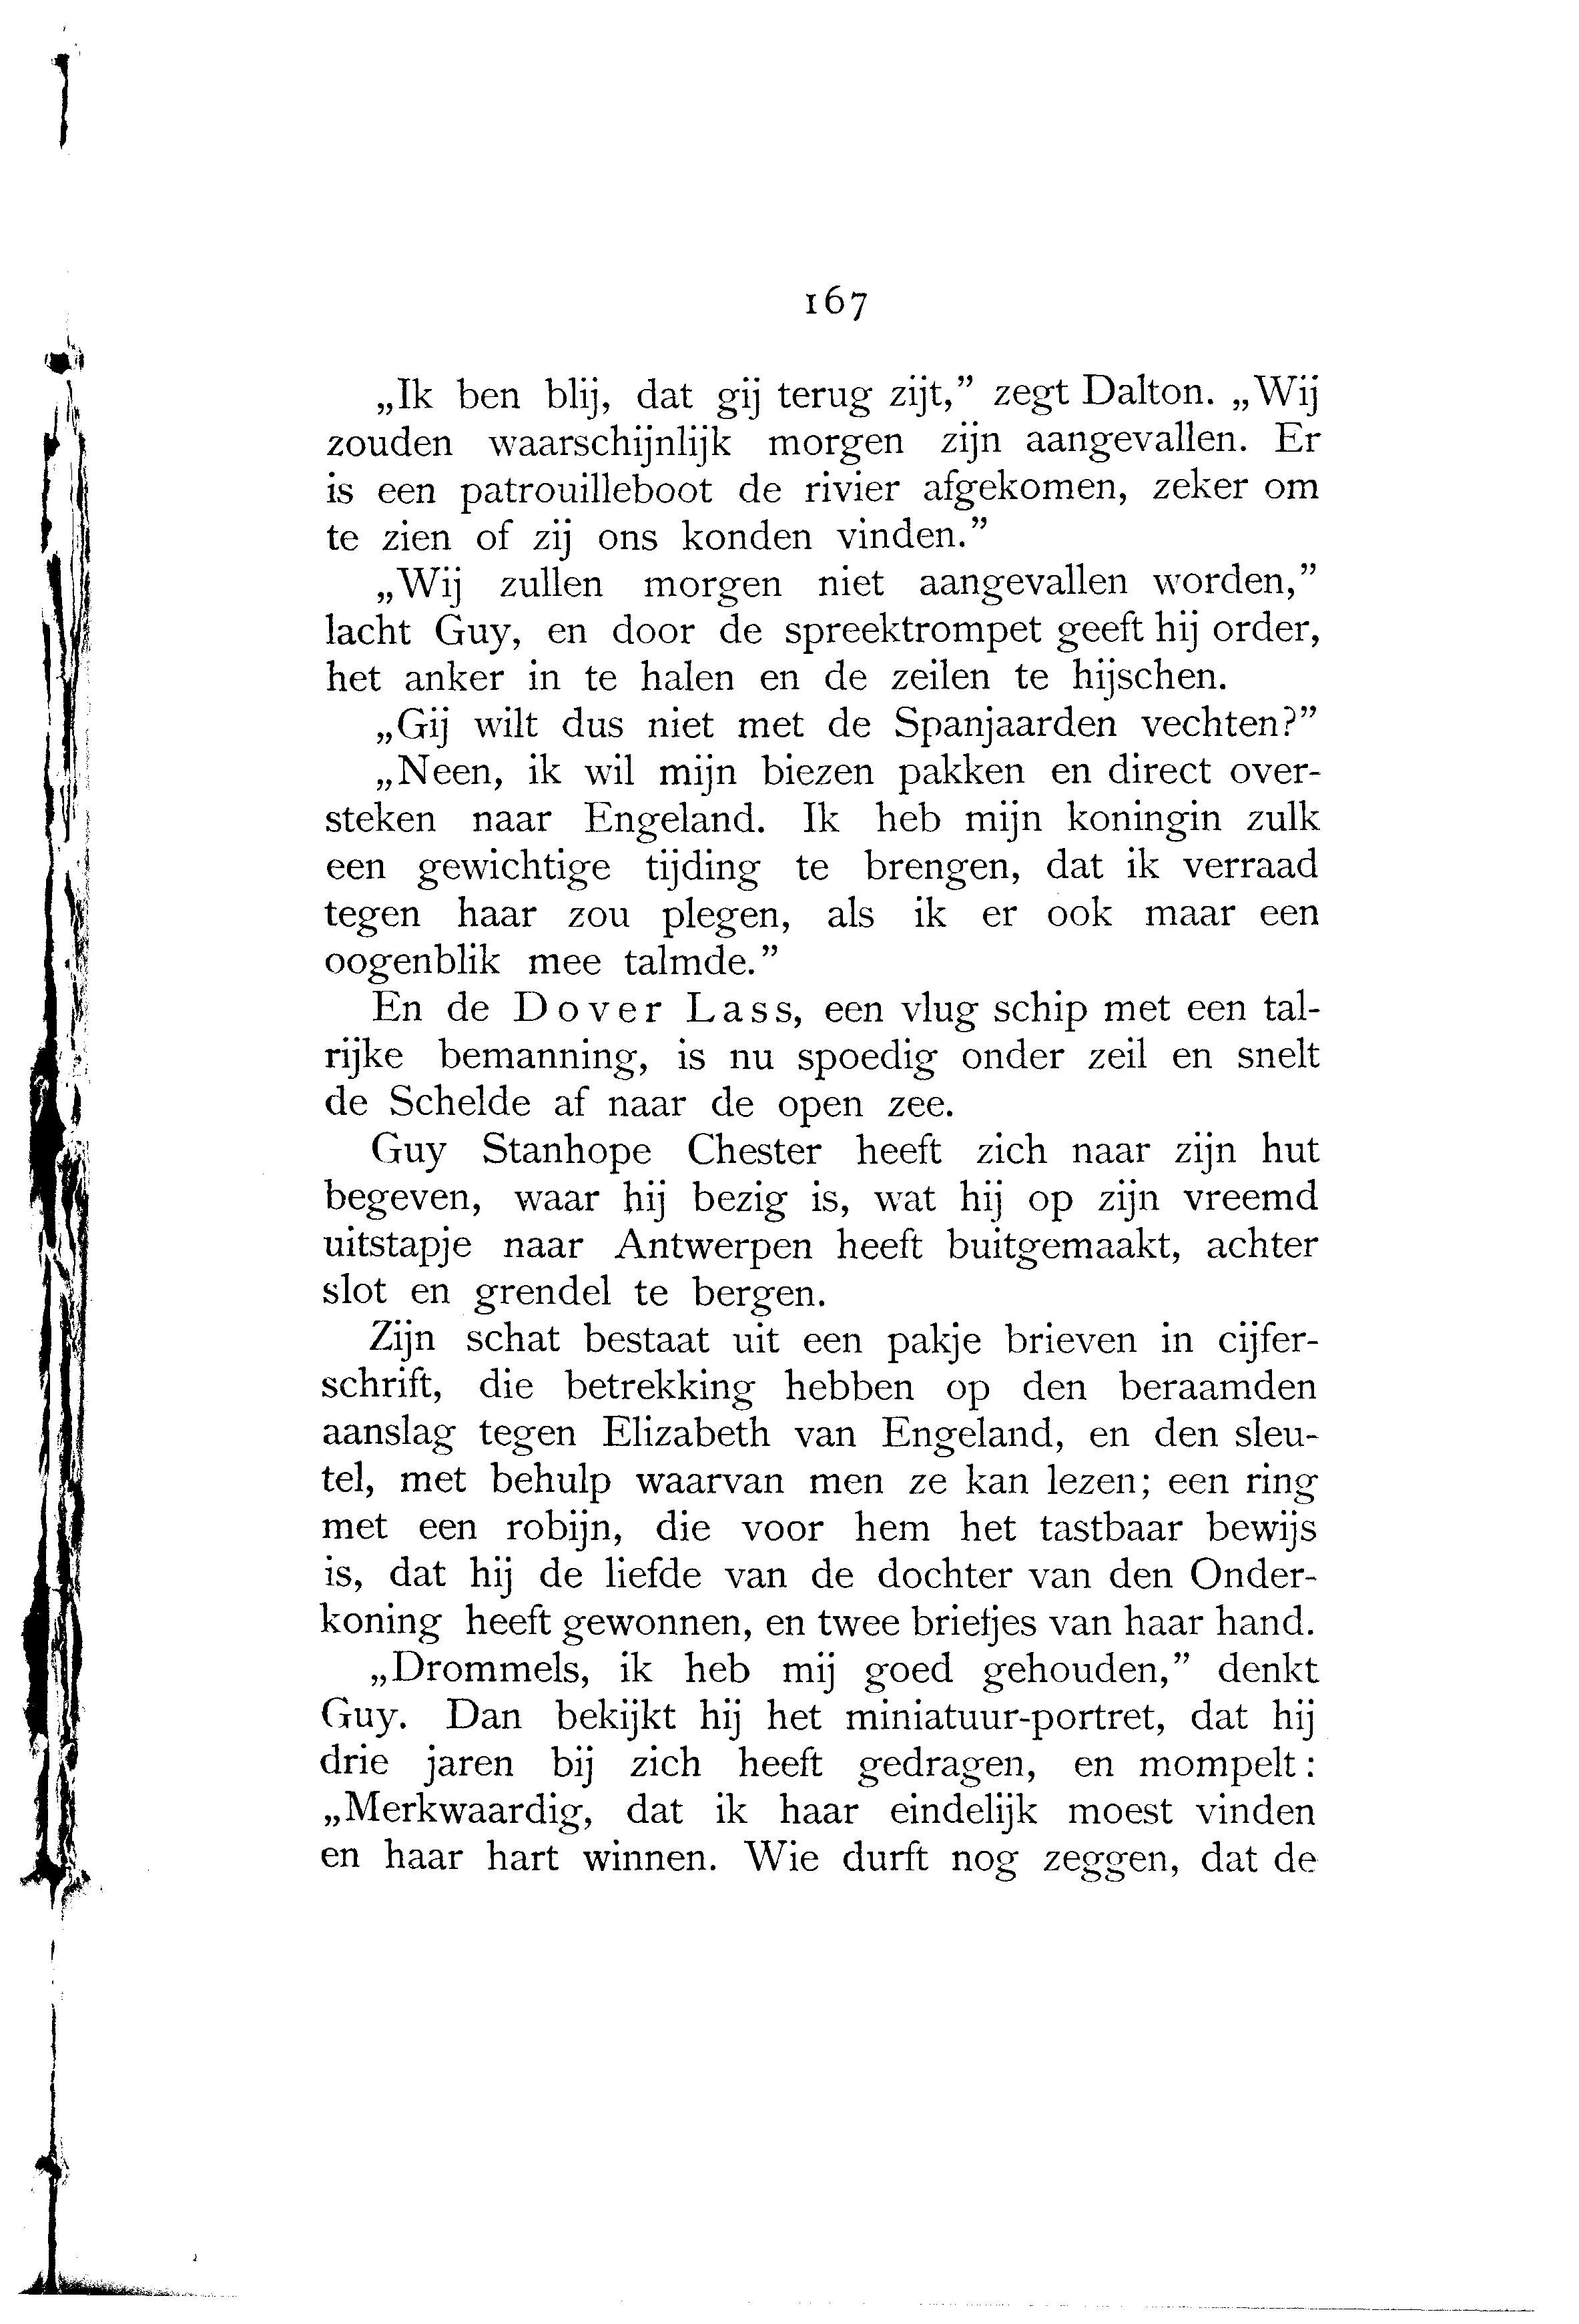 167
„Ik ben blij, dat gij terug zijt,” zegt Dalton. „Wij
zouden waarschijnlijk morgen zijn aangevallen. Er
is een patrouilleboot de rivier afgekomen, zeker om
te zien of zij ons konden vinden.”
„Wij zullen morgen niet aangevallen worden,”
lacht Guy, en door de spreektrompet geeft hij order,
het anker in te halen en de zeilen te hijschen.
„Gij wilt dus niet met de Spanjaarden vechten?”
„Neen, ik wil mijn biezen pakken en direct over-
steken naar Engeland. Ik heb mijn koningin zulk
een gewichtige tijding te brengen, dat ik verraad
tegen haar zou plegen, als ik er ook maar een
oogenblik mee talmde.”
En de Dover Lass, een vlug schip met een tal-
rijke bemanning, is nu spoedig onder zeil en snelt
de Schelde af naar de open zee.
Guy Stanhope Chester heeft zich naar zijn hut
begeven, waar hij bezig is, wat hij op zijn vreemd
uitstapje naar Antwerpen heeft buitgemaakt, achter
slot en grendel te bergen.
Zijn schat bestaat uit een pakje brieven in cijfer-
schrift, die betrekking hebben op den beraamden
aanslag tegen Elizabeth van Engeland, en den sleu-
tel, met behulp waarvan men ze kan lezen; een ring
met een robijn, die voor hem het tastbaar bewijs
is, dat hij de liefde van de dochter van den Onder-
koning heeft gewonnen, en twee briefjes van haar hand.
„Drommels, ik heb mij goed gehouden,” denkt
Guy. Dan bekijkt hij het miniatuur-portret, dat hij
drie jaren bij zich heeft gedragen, en mompelt:
„Merkwaardig, dat ik haar eindelijk moest vinden
en haar hart winnen. Wie durft nog zeggen, dat de